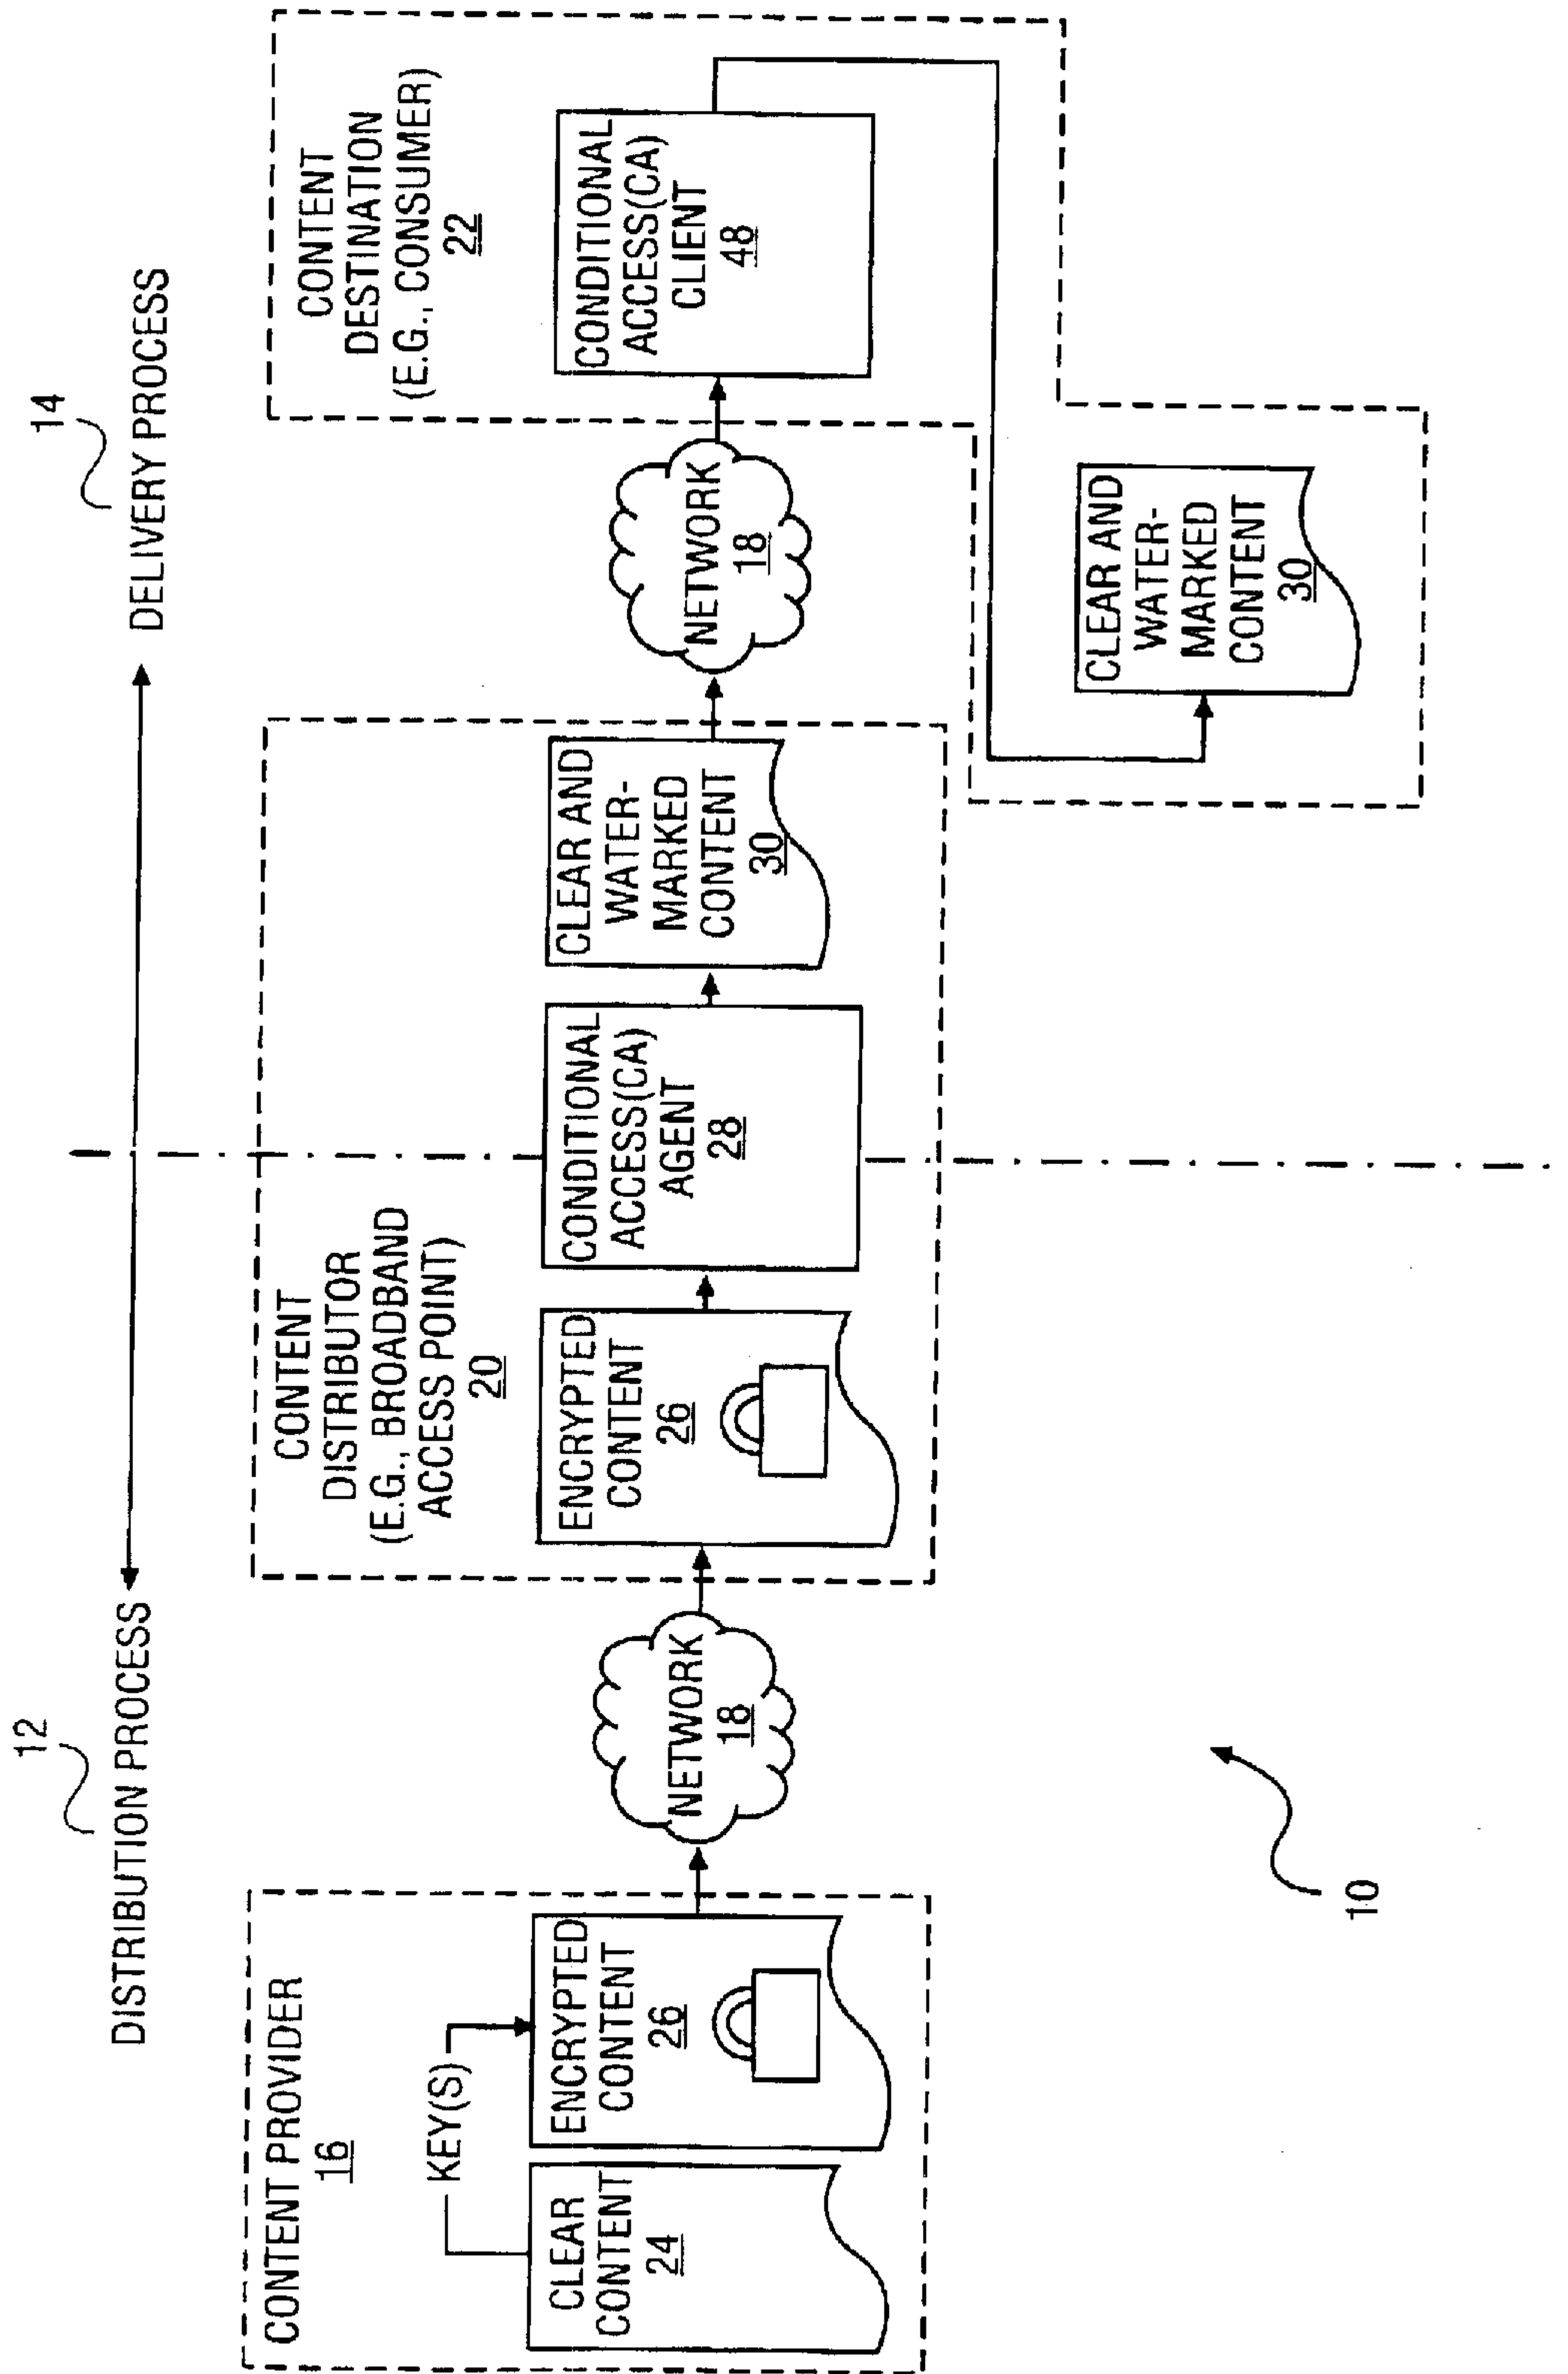 12
DISTRIBUTION PROCESS
14
DELIVERY PROCESS
CONTENT PROVIDER
16
KEY(S)
CLEAR
CONTENT
24
ENCRYPTED
CONTENT
26
NETWORK
18
CONTENT
DISTRIBUTOR
(E.G., BROADBAND
ACCESS POINT)
20
ENCRYPTED
CONTENT
26
CONDITIONAL
ACCESS(CA)
AGENT
28
CLEAR AND
WATER-
MARKED
CONTENT
30
NETWORK
18
CONTENT
DESTINATION
(E.G., CONSUMER)
22
CONDITIONAL
ACCESS(CA)
CLIENT
48
CLEAR AND
WATER-
MARKED
CONTENT
30
10